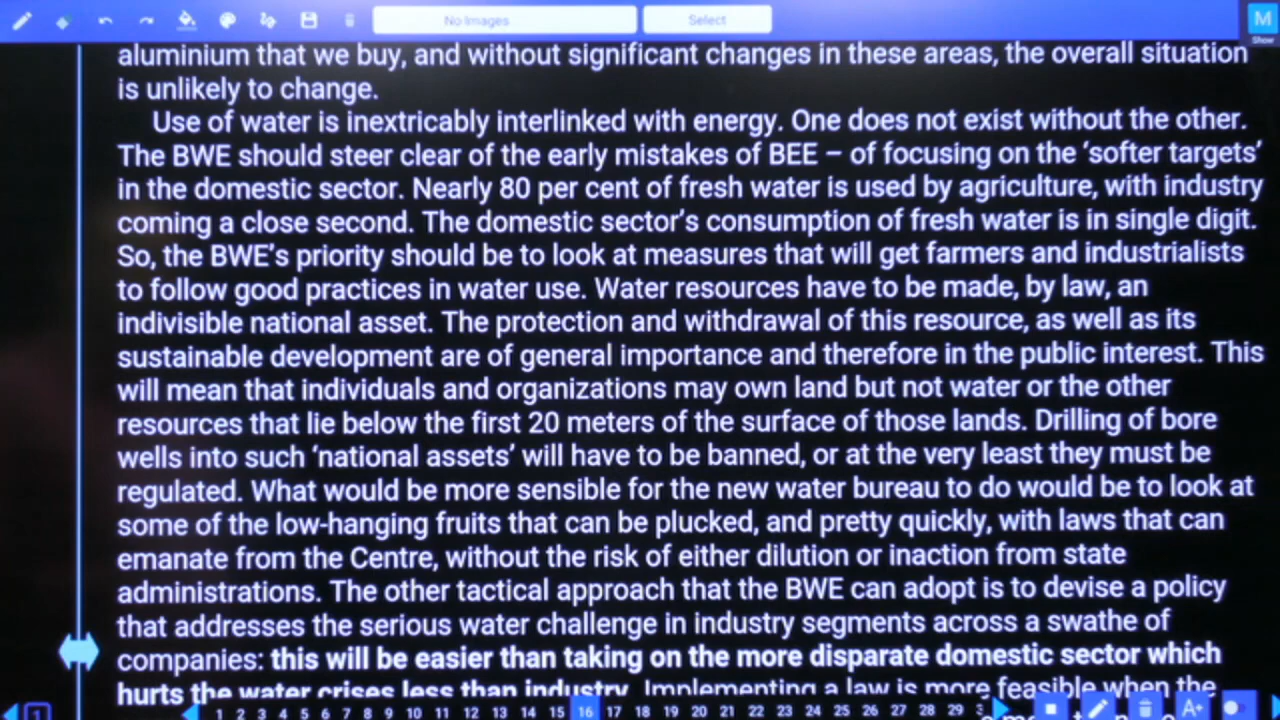 No Images
Select
M
Show
aluminium that we buy, and without significant changes in these areas, the overall situation
is unlikely to change.
Use of water is inextricably interlinked with energy. One does not exist without the other.
The BWE should steer clear of the early mistakes of BEE – of focusing on the ‘softer targets’
in the domestic sector. Nearly 80 per cent of fresh water is used by agriculture, with industry
coming a close second. The domestic sector’s consumption of fresh water is in single digit.
So, the BWE’s priority should be to look at measures that will get farmers and industrialists
to follow good practices in water use. Water resources have to be made, by law, an
indivisible national asset. The protection and withdrawal of this resource, as well as its
sustainable development are of general importance and therefore in the public interest. This
will mean that individuals and organizations may own land but not water or the other
resources that lie below the first 20 meters of the surface of those lands. Drilling of bore
wells into such ‘national assets’ will have to be banned, or at the very least they must be
regulated. What would be more sensible for the new water bureau to do would be to look at
some of the low-hanging fruits that can be plucked, and pretty quickly, with laws that can
emanate from the Centre, without the risk of either dilution or inaction from state
administrations. The other tactical approach that the BWE can adopt is to devise a policy
that addresses the serious water challenge in industry segments across a swathe of
companies: this will be easier than taking on the more disparate domestic sector which
hurts the water crises less than industry. Implementing a law is more feasible when the
1 1 2 3 4 5 6 7 8 9 10 11 12 13 14 15 16 17 18 19 20 21 22 23 24 25 26 27 28 29 A+